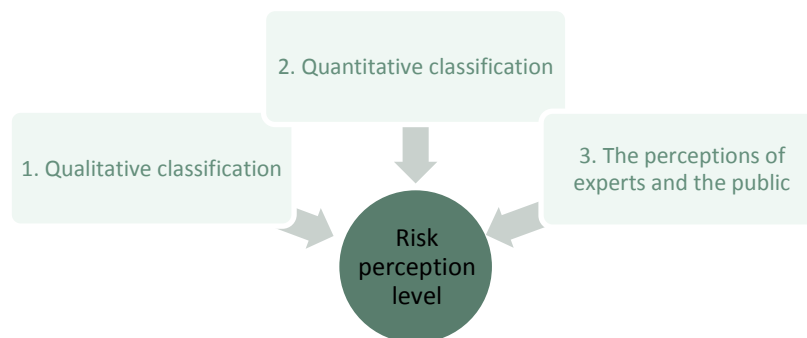 2. Quantitative classification
1. Qualitative classification
3. The perceptions of
experts and the public
Risk
perception
level